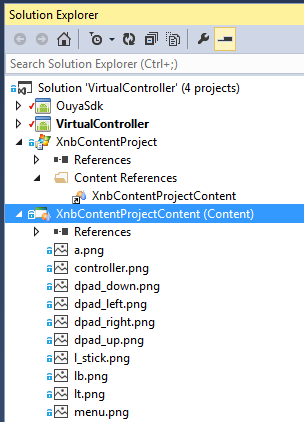 Solution Explorer
Search Solution Explorer (Ctrl+;)
Solution 'VirtualController' (4 projects)
OuyaSdk
VirtualController
XnbContentProject
References
Content References
XnbContentProjectContent
XnbContentProjectContent (Content)
References
a.png
controller.png
dpad_down.png
dpad_left.png
dpad_right.png
dpad_up.png
l_stick.png
lb.png
lt.png
menu.png